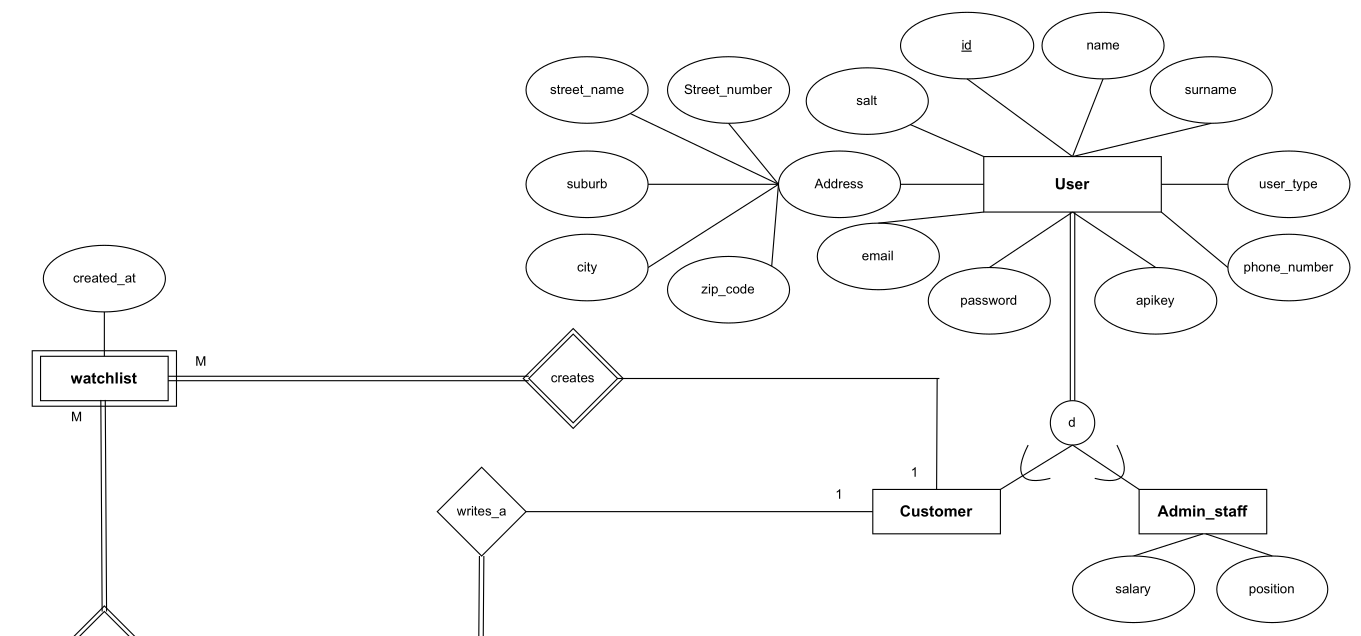 id
name
street_name
Street_number
surname
salt
suburb
Address
User
user_type
email
city
phone_number
created_at
zip_code
password
apikey
M
watchlist
creates
M
d
1
1
writes_a
Customer
Admin_staff
salary
position